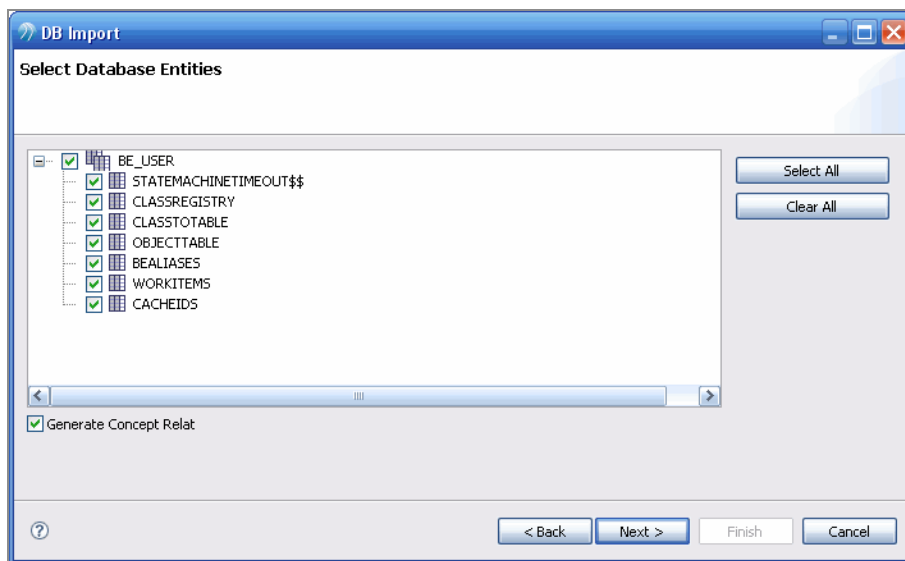 DB Import
Select Database Entities
BE_USER
STATEMACHINETIMEOUT$$
CLASSREGISTRY
CLASSTOTABLE
OBJECTTABLE
BEALIASES
WORKITEMS
CACHEIDS
Select All
Clear All
Generate Concept Relat
< Back
Next >
Finish
Cancel